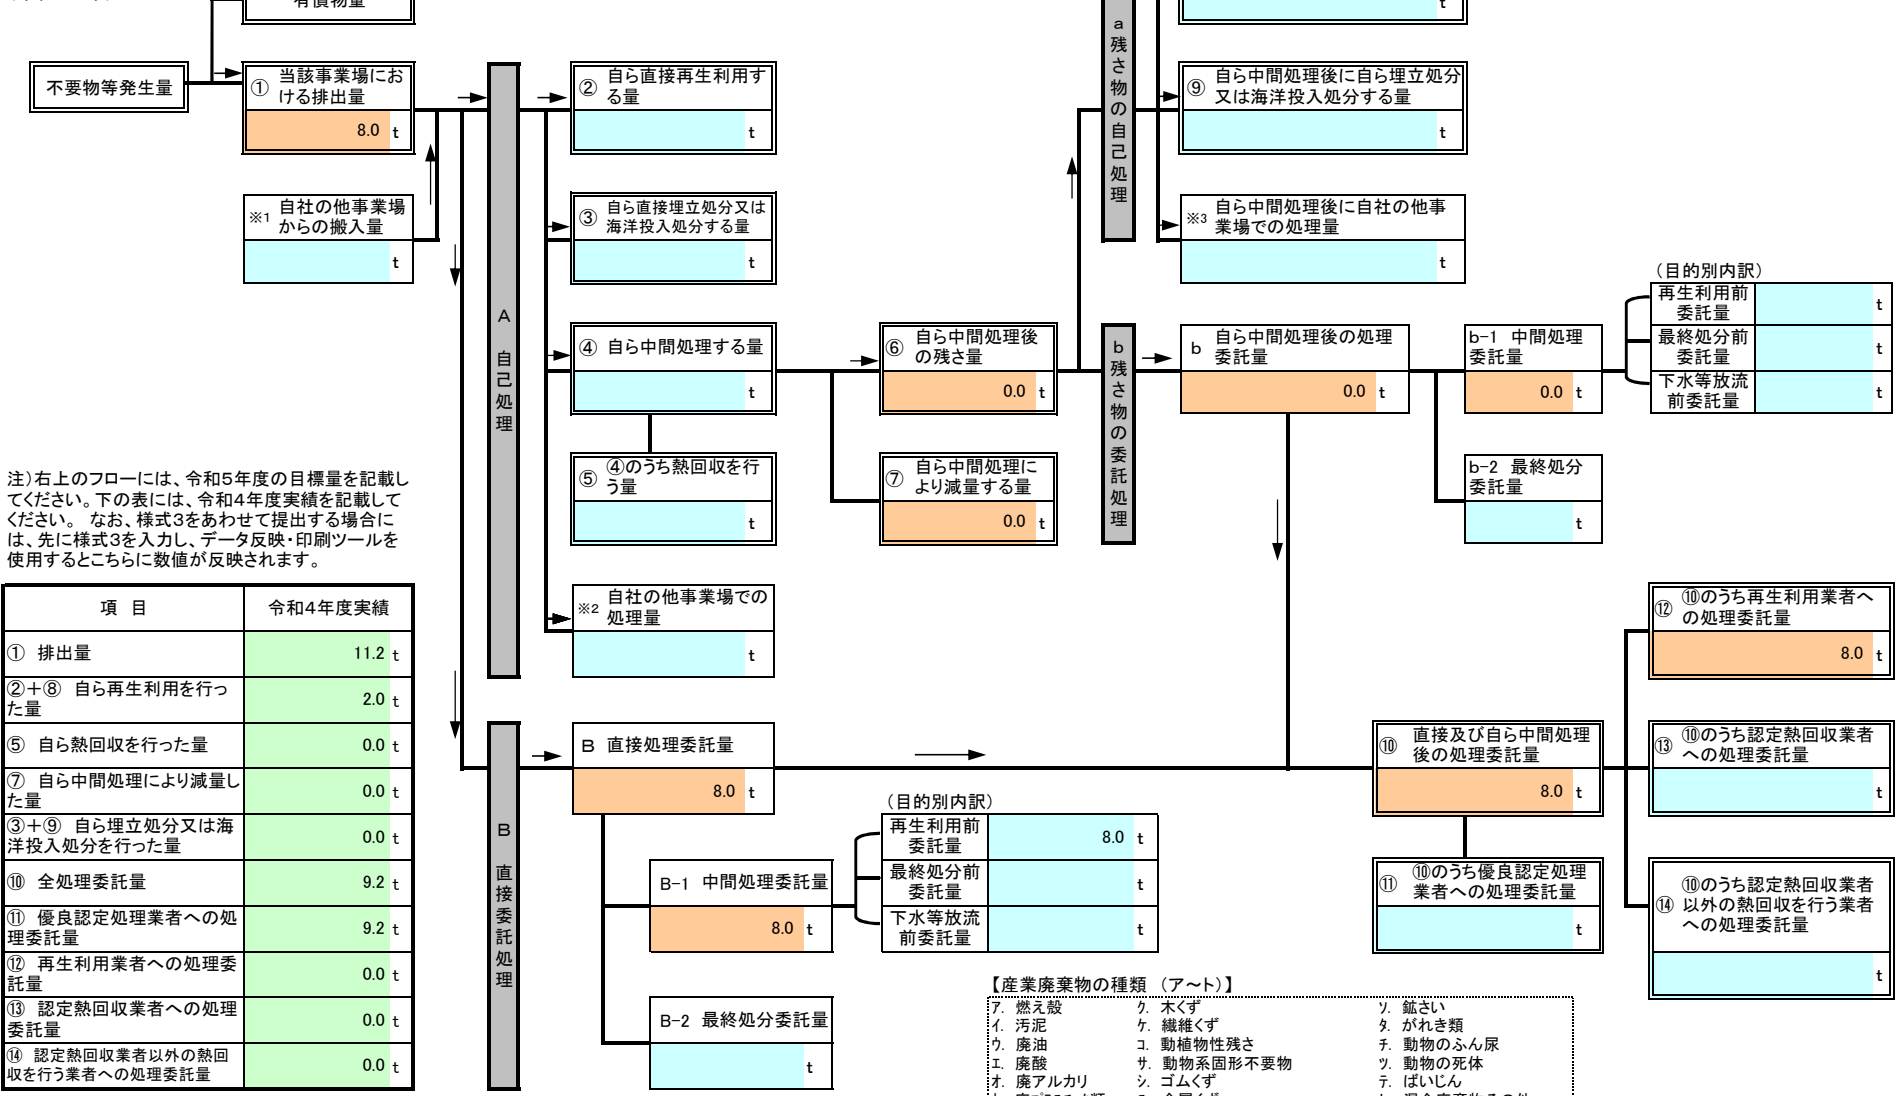 有償物量
t
不要物等発生量
① 当該事業場にお
ける排出量
8.0 t
※1 自社の他事業場
からの搬入量
t
A 自己処理
② 自ら直接再生利用す
る量
t
③ 自ら直接埋立処分又は
海洋投入処分する量
t
④ 自ら中間処理する量
t
⑤ ④のうち熱回収を行
う量
t
※2 自社の他事業場での
処理量
t
⑥ 自ら中間処理後
の残さ量
0.0 t
⑦ 自ら中間処理に
より減量する量
0.0 t
a 残さ物の自己処理
⑨ 自ら中間処理後に自ら埋立処分
又は海洋投入処分する量
t
※3 自ら中間処理後に自社の他事
業場での処理量
t
b 残さ物の委託処理
b 自ら中間処理後の処理
委託量
0.0 t
b-1 中間処理
委託量
0.0 t
(目的別内訳)
再生利用前
委託量
t
最終処分前
委託量
t
下水等放流
前委託量
t
b-2 最終処分
委託量
t
注)右上のフローには、令和5年度の目標量を記載し
てください。下の表には、令和4年度実績を記載して
ください。 なお、様式3をあわせて提出する場合に
は、先に様式3を入力し、データ反映・印刷ツールを
使用するとこちらに数値が反映されます。
項 目 令和4年度実績
① 排出量 11.2 t
②+⑧ 自ら再生利用を行っ
た量 2.0 t
⑤ 自ら熱回収を行った量 0.0 t
⑦ 自ら中間処理により減量し
た量 0.0 t
③+⑨ 自ら埋立処分又は海
洋投入処分を行った量 0.0 t
⑩ 全処理委託量 9.2 t
⑪ 優良認定処理業者への処
理委託量 9.2 t
⑫ 再生利用業者への処理委
託量 0.0 t
⑬ 認定熱回収業者への処理
委託量 0.0 t
⑭ 認定熱回収業者以外の熱回
収を行う業者への処理委託量 0.0 t
B 直接委託処理
B 直接処理委託量
8.0 t
B-1 中間処理委託量
8.0 t
B-2 最終処分委託量
t
(目的別内訳)
再生利用前
委託量
8.0 t
最終処分前
委託量
t
下水等放流
前委託量
t
⑩ 直接及び自ら中間処理
後の処理委託量
8.0 t
⑪ ⑩のうち優良認定処理
業者への処理委託量
t
⑫ ⑩のうち再生利用業者へ
の処理委託量
8.0 t
⑬ ⑩のうち認定熱回収業者
への処理委託量
t
⑭ ⑩のうち認定熱回収業者
以外の熱回収を行う業者
への処理委託量
t
【産業廃棄物の種類 (ア~ト)】
ア. 燃え殻 ク. 木くず ソ. 鉱さい
イ. 汚泥 ケ. 繊維くず タ. がれき類
ウ. 廃油 コ. 動植物性残さ チ. 動物のふん尿
エ. 廃酸 サ. 動物系固形不要物 ツ. 動物の死体
オ. 廃アルカリ シ. ゴムくず テ. ばいじん